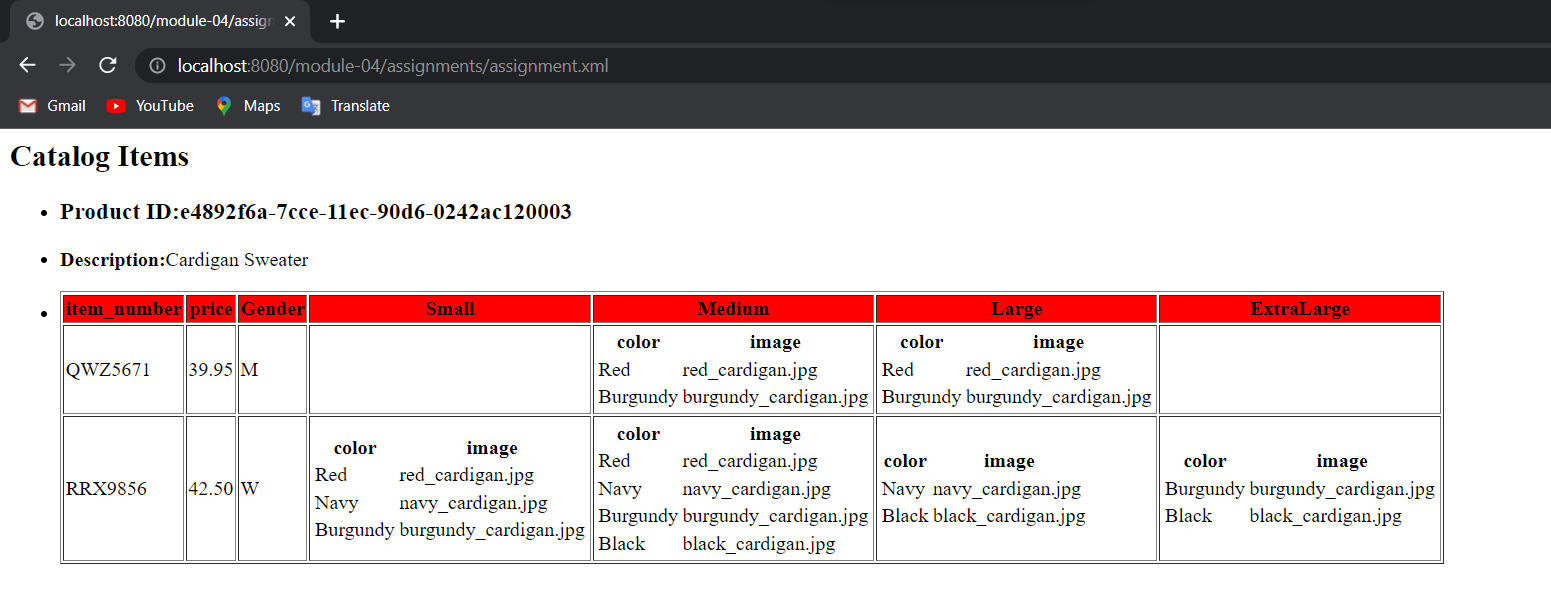 localhost:8080/module-04/assign
localhost:8080/module-04/assignments/assignment.xml
Gmail YouTube Maps Translate
Catalog Items
Product ID:e4892f6a-7cce-11ec-90d6-0242ac120003
Description:Cardigan Sweater
item_number price Gender Small Medium Large ExtraLarge
color image color image
QWZ5671 39.95 M Red red_cardigan.jpg Red red_cardigan.jpg
Burgundy burgundy_cardigan.jpg Burgundy burgundy_cardigan.jpg
color image
color image
Red red_cardigan.jpg
Navy navy_cardigan.jpg
Burgundy burgundy_cardigan.jpg
color image
Red red_cardigan.jpg
Navy navy_cardigan.jpg
Burgundy burgundy_cardigan.jpg
Black black_cardigan.jpg
color image
Navy navy_cardigan.jpg
Black black_cardigan.jpg
RRX9856 42.50 W
Burgundy burgundy_cardigan.jpg
Black black_cardigan.jpg